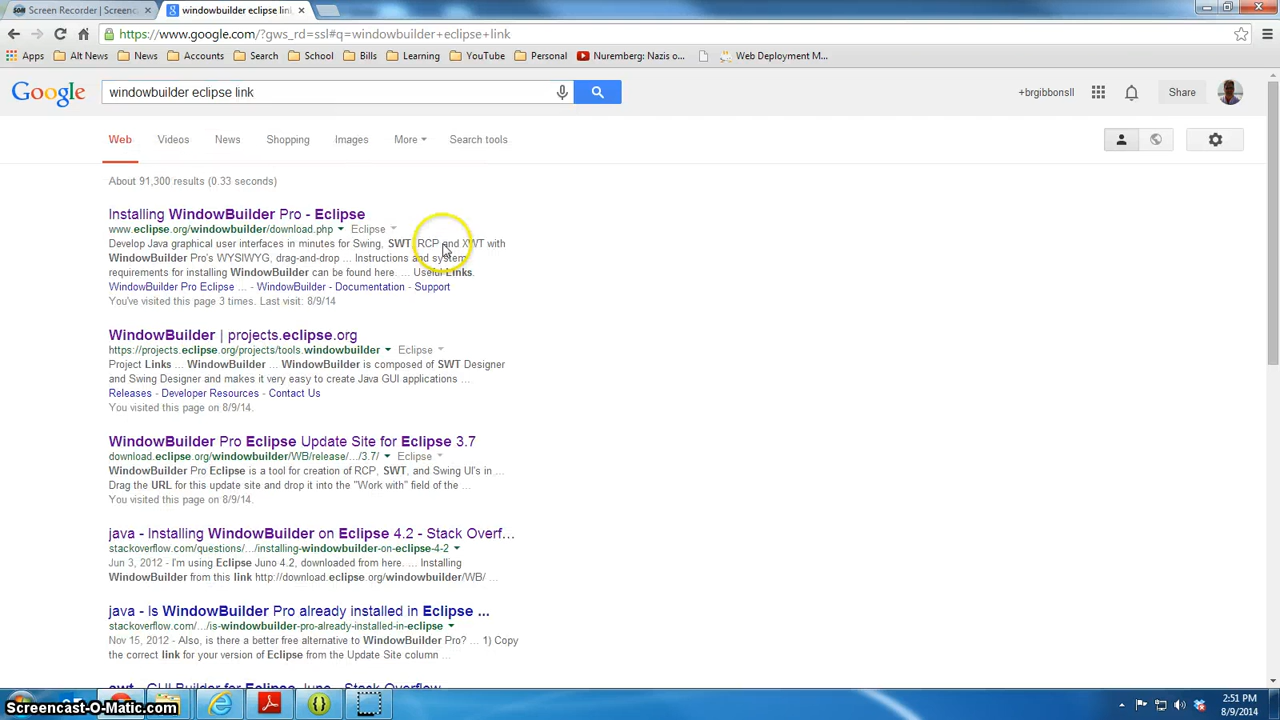 Screen Recorder | Screenc
windowbuilder eclipse lin
https://www.google.com/?gws_rd=ssl#q=windowbuilder+eclipse+link
Apps Alt News News Accounts Search School Bills Learning YouTube Personal Nuremberg: Nazis o... Web Deployment M...
Google windowbuilder eclipse link +brgibbonsII Share
Web Videos News Shopping Images More Search tools
About 91,300 results (0.33 seconds)
Installing WindowBuilder Pro - Eclipse
www.eclipse.org/windowbuilder/download.php Eclipse
Develop Java graphical user interfaces in minutes for Swing, SWT, RCP and XWT with
WindowBuilder Pro's WYSIWYG, drag-and-drop ... Instructions and system
requirements for installing WindowBuilder can be found here. ... Useful Links.
WindowBuilder Pro Eclipse ... - WindowBuilder - Documentation - Support
You've visited this page 3 times. Last visit: 8/9/14
WindowBuilder | projects.eclipse.org
https://projects.eclipse.org/projects/tools.windowbuilder Eclipse
Project Links ... WindowBuilder ... WindowBuilder is composed of SWT Designer
and Swing Designer and makes it very easy to create Java GUI applications ...
Releases - Developer Resources - Contact Us
You visited this page on 8/9/14.
WindowBuilder Pro Eclipse Update Site for Eclipse 3.7
download.eclipse.org/windowbuilder/WB/release/.../3.7/ Eclipse
WindowBuilder Pro Eclipse is a tool for creation of RCP, SWT, and Swing UI's in ...
Drag the URL for this update site and drop it into the "Work with" field of the ...
You visited this page on 8/9/14.
java - Installing WindowBuilder on Eclipse 4.2 - Stack Overf...
stackoverflow.com/questions/.../installing-windowbuilder-on-eclipse-4-2
Jun 3, 2012 - I'm using Eclipse Juno 4.2, downloaded from here. ... Installing
WindowBuilder from this link http://download.eclipse.org/windowbuilder/WB/ ...
java - Is WindowBuilder Pro already installed in Eclipse ...
stackoverflow.com/.../is-windowbuilder-pro-already-installed-in-eclipse
Nov 15, 2012 - Also, is there a better free alternative to WindowBuilder Pro? ... 1) Copy
the correct link for your version of Eclipse from the Update Site column ...
swt - GUI Builder for Eclipse Juno - Stack Overflow
2:51 PM
8/9/2014
Screencast-O-Matic.com